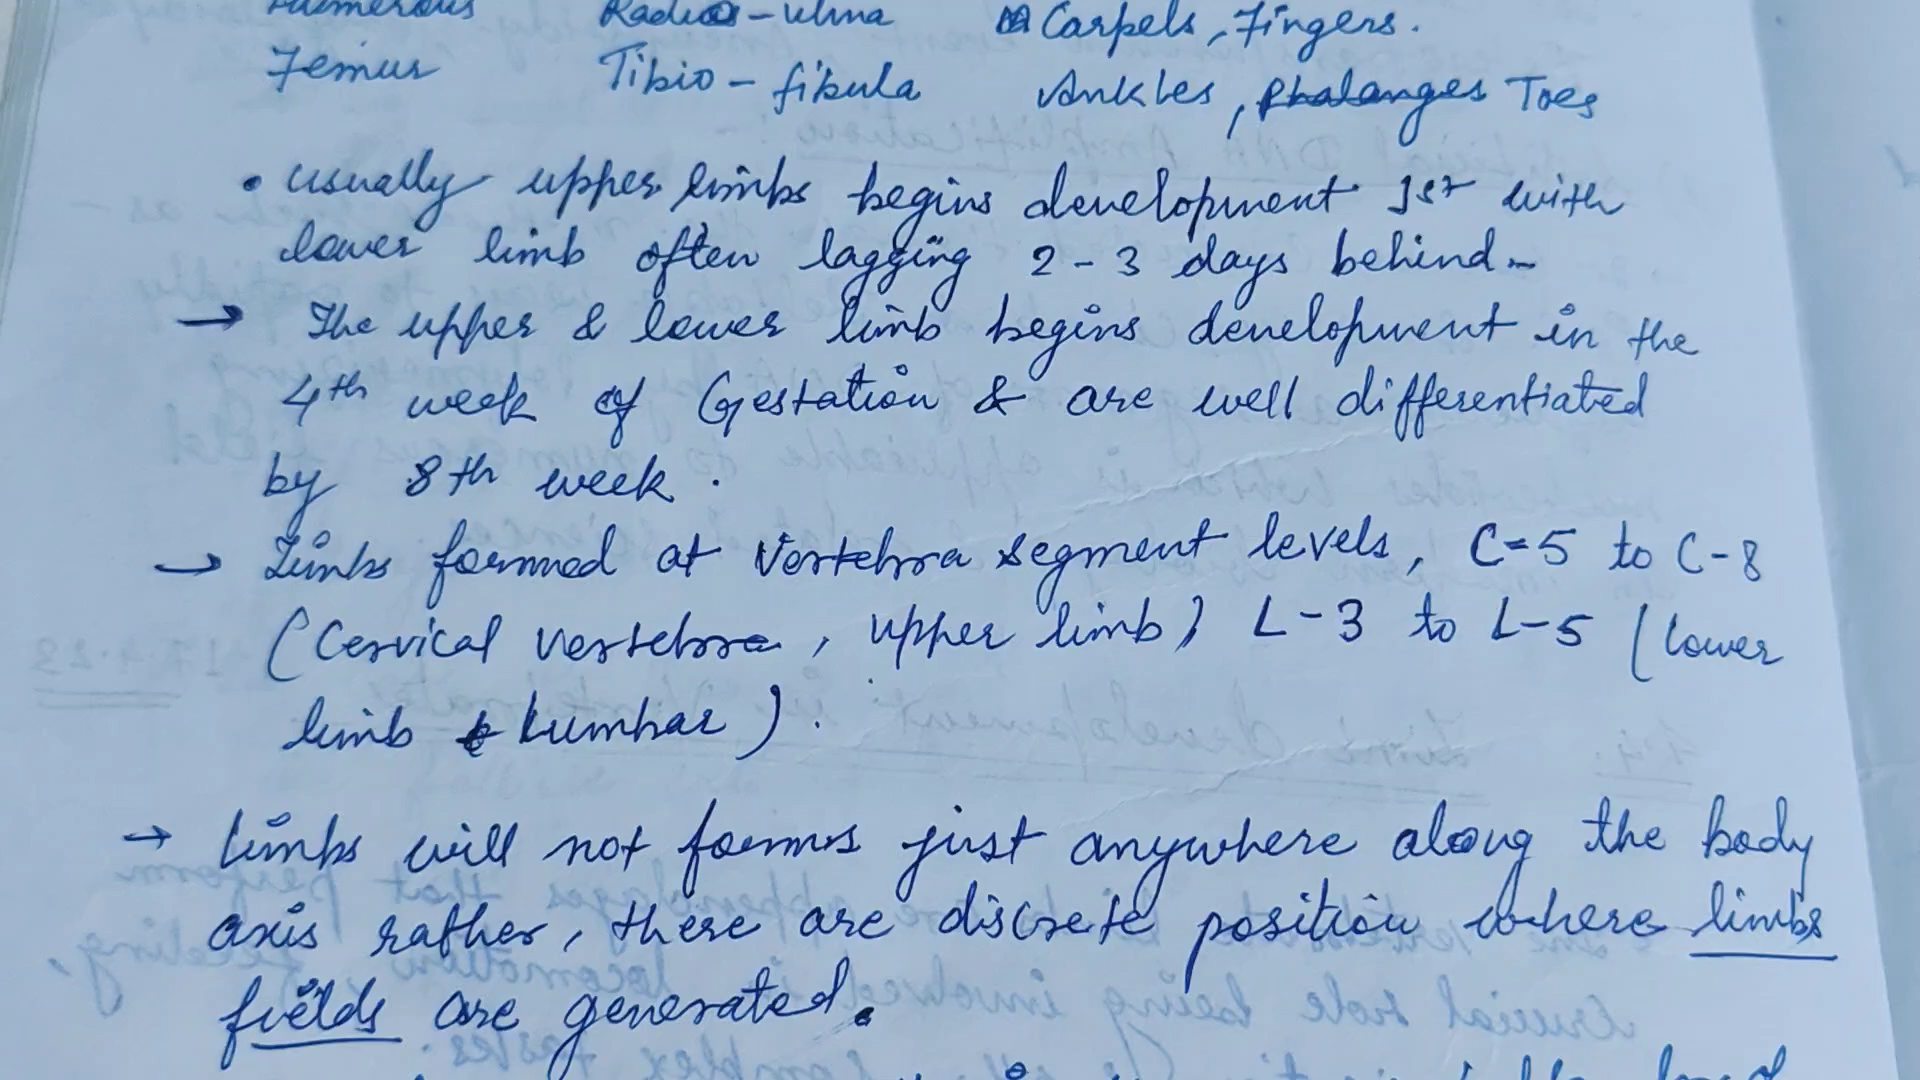 Humerous Radius-ulna Carpels, Fingers.
Femur Tibio-fibula Ankles, Phalanges Toes
• usually upper limbs begins development 1st with
lower limb often lagging 2-3 days behind-
→ The upper & lower limb begins development in the
4th week of Gestation & are well differentiated
by 8th week.
→ Limbs formed at Vertebra segment levels, C-5 to C-8
(Cervical vertebrae, upper limb) L-3 to L-5 (lower
limb Lumbar).
→ Limbs will not forms just anywhere along the body
axis rather, there are discrete position where limbs
fields are generated.